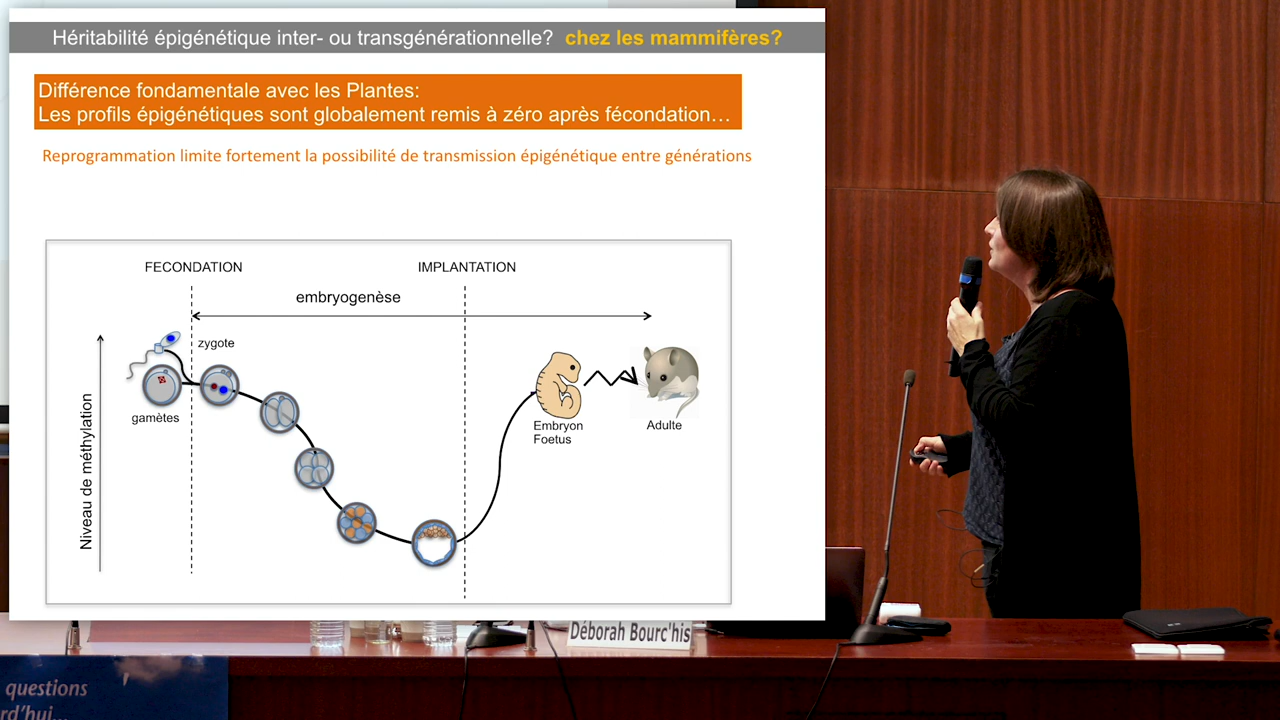 Héritabilité épigénétique inter- ou transgénérationnelle? chez les mammifères?
Différence fondamentale avec les Plantes:
Les profils épigénétiques sont globalement remis à zéro après fécondation…
Reprogrammation limite fortement la possibilité de transmission épigénétique entre générations
FECONDATION
IMPLANTATION
embryogenèse
zygote
gamètes
Niveau de méthylation
Embryon
Foetus
Adulte
Déborah Bourc'his
questions
rd'hui...